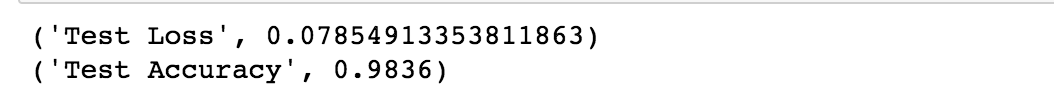 ('Test Loss', 0.07854913353811863)
('Test Accuracy', 0.9836)